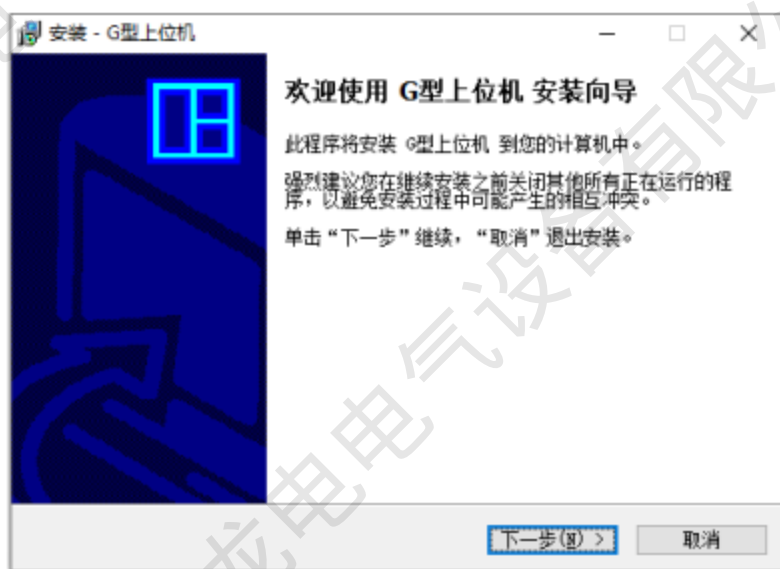 安装 - G型上位机
欢迎使用 G型上位机 安装向导
此程序将安装 G型上位机 到您的计算机中。
强烈建议您在继续安装之前关闭其他所有正在运行的程
序，以避免安装过程中可能产生的相互冲突。
单击“下一步”继续，“取消”退出安装。
下一步(N) >
取消
龙电电气设备有限